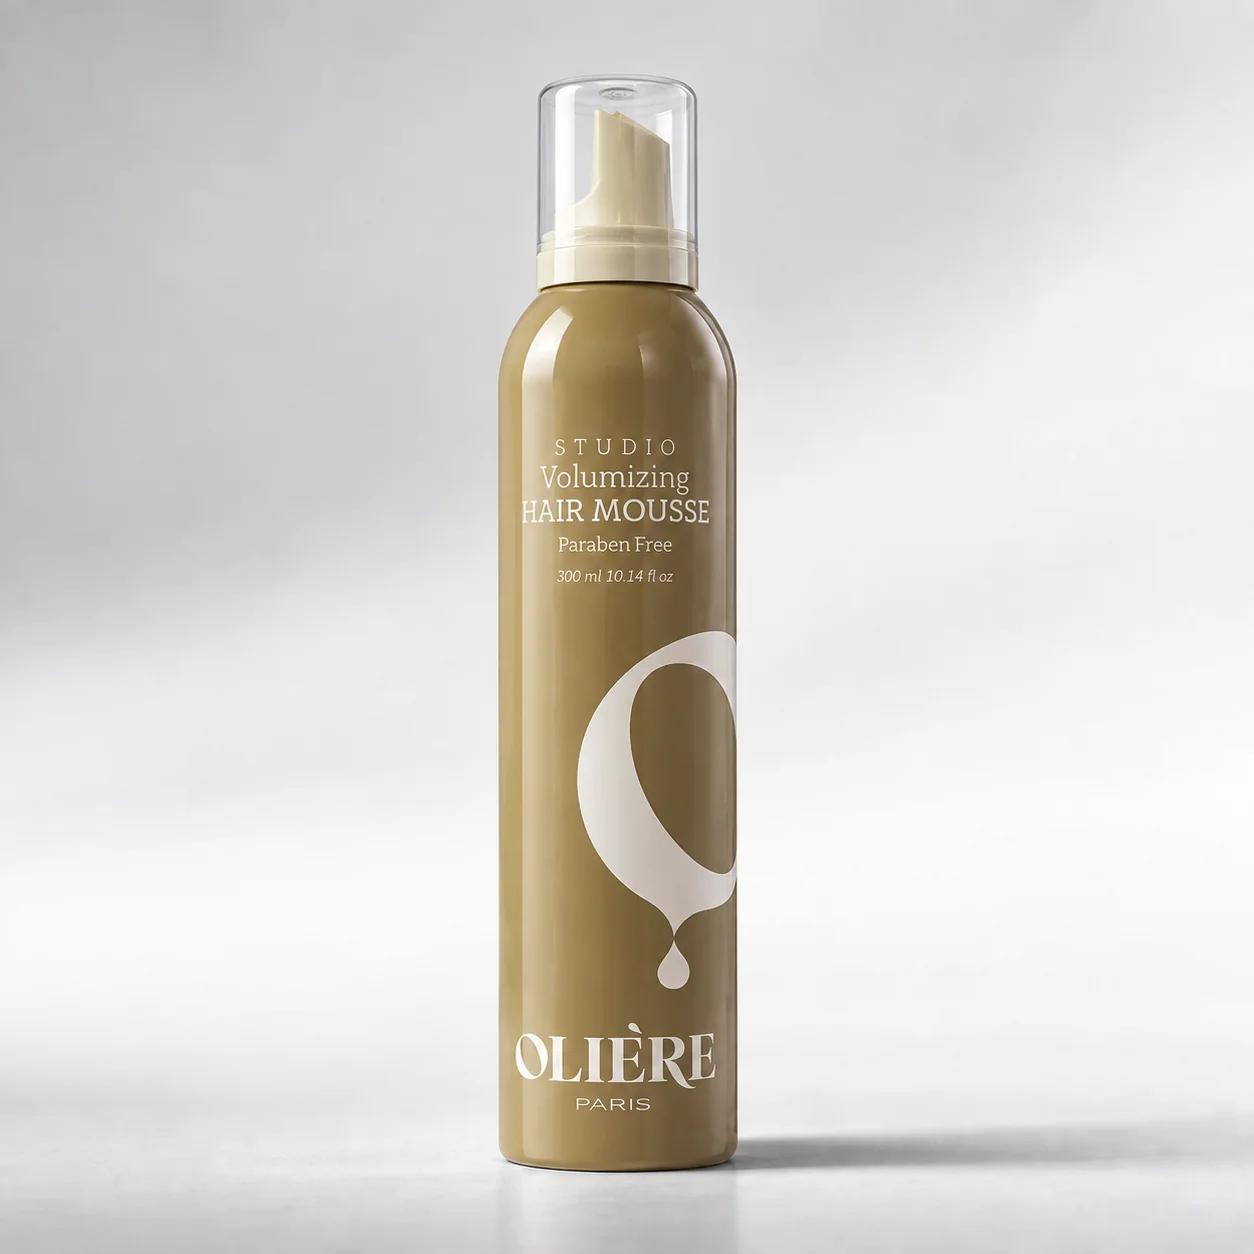 STUDIO
Volumizing
HAIR MOUSSE
Paraben Free
300 ml 10.14 fl oz
OLIÈRE
PARIS